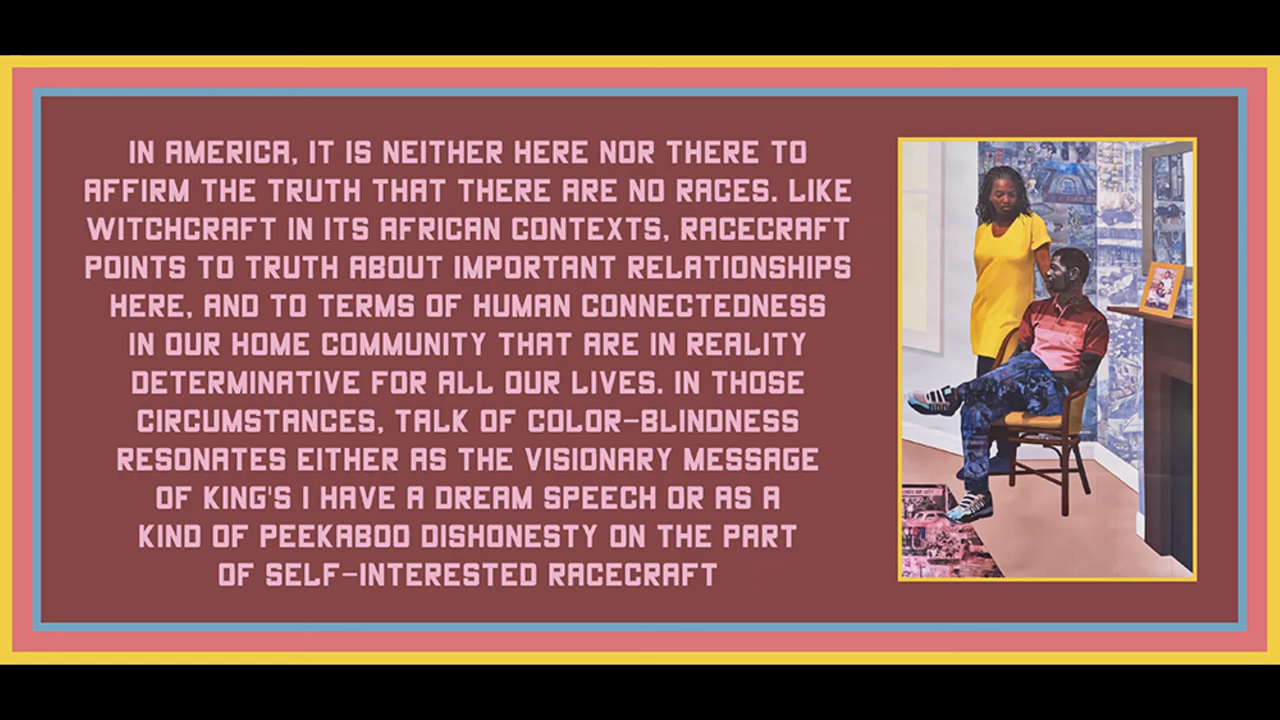 IN AMERICA, IT IS NEITHER HERE NOR THERE TO
AFFIRM THE TRUTH THAT THERE ARE NO RACES. LIKE
WITCHCRAFT IN ITS AFRICAN CONTEXTS, RACECRAFT
POINTS TO TRUTH ABOUT IMPORTANT RELATIONSHIPS
HERE, AND TO TERMS OF HUMAN CONNECTEDNESS
IN OUR HOME COMMUNITY THAT ARE IN REALITY
DETERMINATIVE FOR ALL OUR LIVES. IN THOSE
CIRCUMSTANCES, TALK OF COLOR-BLINDNESS
RESONATES EITHER AS THE VISIONARY MESSAGE
OF KING'S I HAVE A DREAM SPEECH OR AS A
KIND OF PEEKABOO DISHONESTY ON THE PART
OF SELF-INTERESTED RACECRAFT